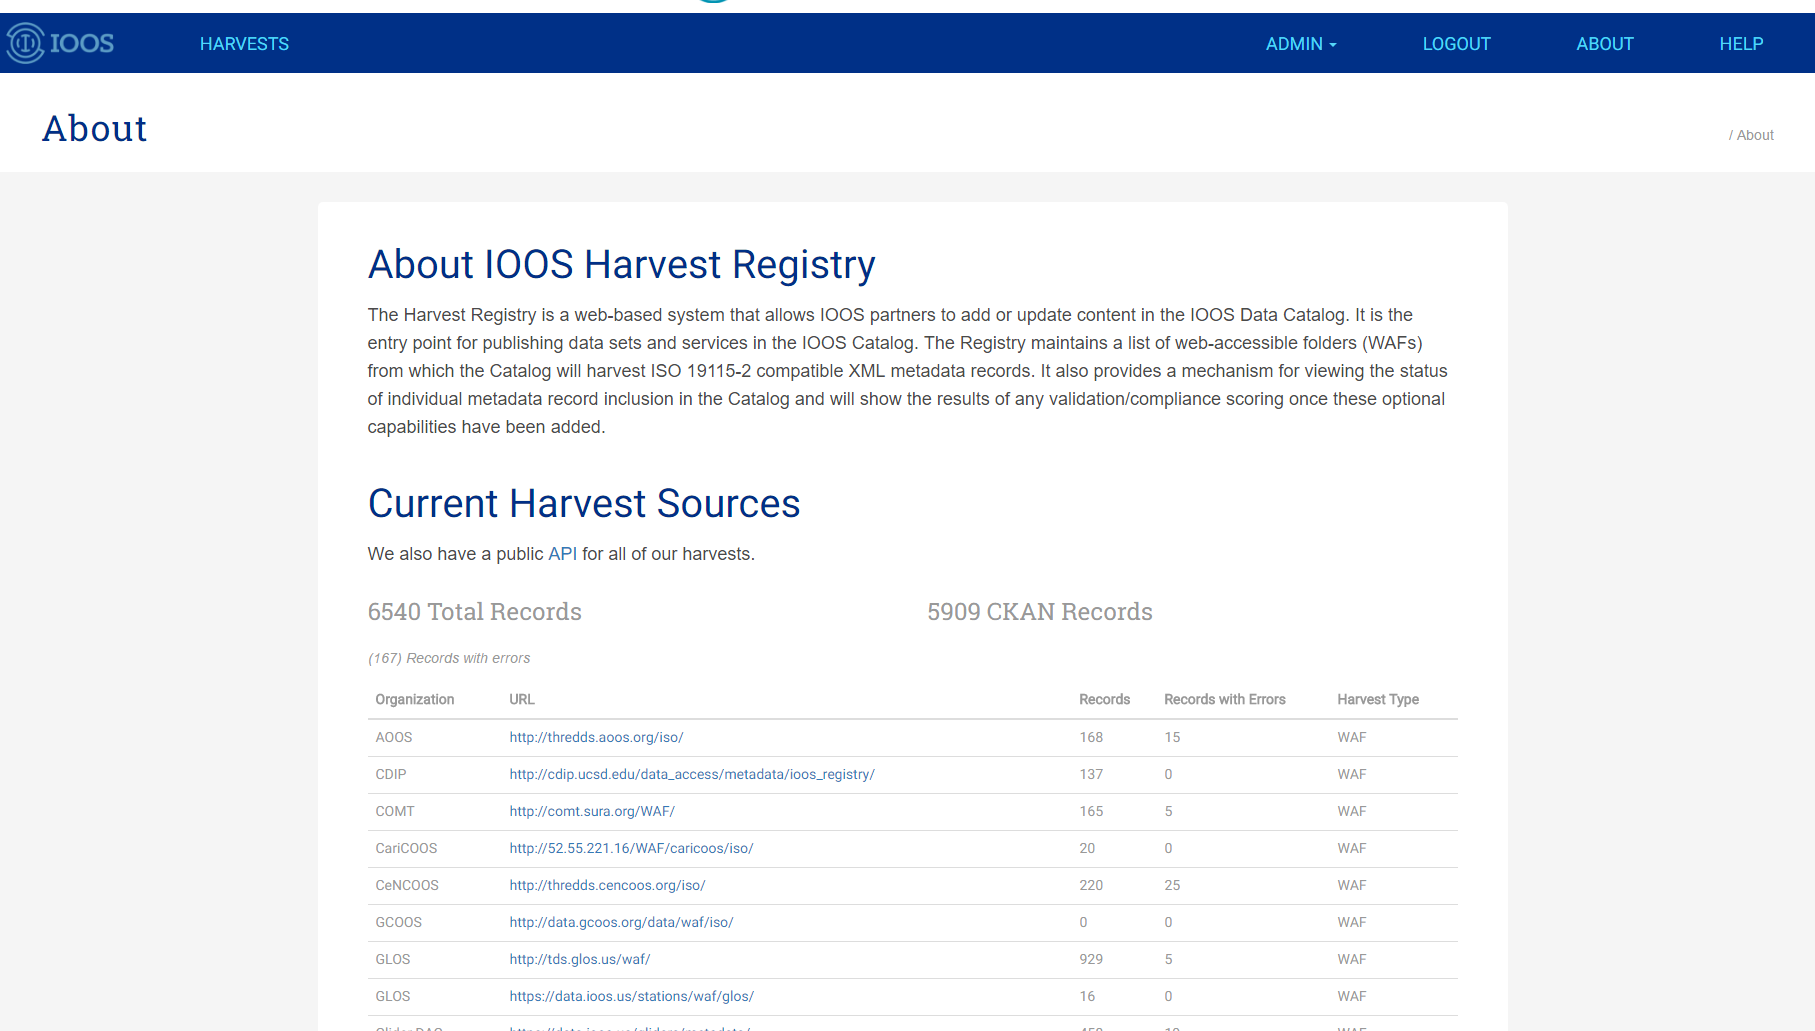 IOOS HARVESTS ADMIN LOGOUT ABOUT HELP
About
/ About
About IOOS Harvest Registry
The Harvest Registry is a web-based system that allows IOOS partners to add or update content in the IOOS Data Catalog. It is the
entry point for publishing data sets and services in the IOOS Catalog. The Registry maintains a list of web-accessible folders (WAFs)
from which the Catalog will harvest ISO 19115-2 compatible XML metadata records. It also provides a mechanism for viewing the status
of individual metadata record inclusion in the Catalog and will show the results of any validation/compliance scoring once these optional
capabilities have been added.
Current Harvest Sources
We also have a public API for all of our harvests.
6540 Total Records 5909 CKAN Records
(167) Records with errors
Organization URL Records Records with Errors Harvest Type
AOOS http://thredds.aoos.org/iso/ 168 15 WAF
CDIP http://cdip.ucsd.edu/data_access/metadata/ioos_registry/ 137 0 WAF
COMT http://comt.sura.org/WAF/ 165 5 WAF
CariCOOS http://52.55.221.16/WAF/caricoos/iso/ 20 0 WAF
CeNCOOS http://thredds.cencoos.org/iso/ 220 25 WAF
GCOOS http://data.gcoos.org/data/waf/iso/ 0 0 WAF
GLOS http://tds.glos.us/waf/ 929 5 WAF
GLOS https://data.ioos.us/stations/waf/glos/ 16 0 WAF